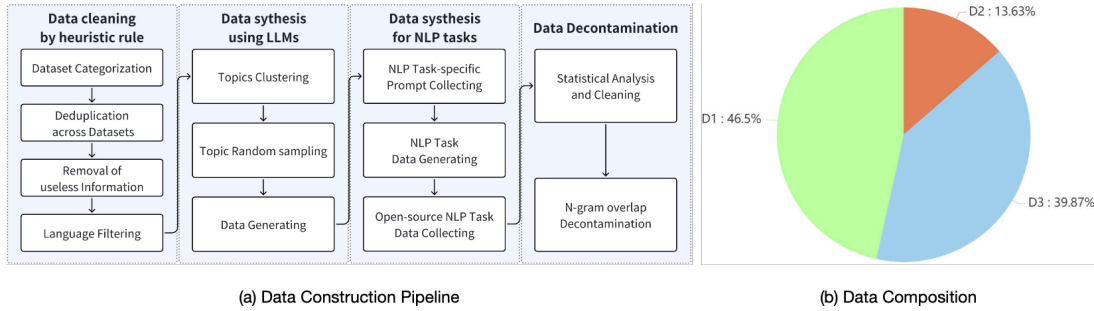 Data cleaning
by heuristic rule
Dataset Categorization
Deduplication
across Datasets
Removal of
useless Information
Language Filtering
Data sythesis
using LLMs
Topics Clustering
Topic Random sampling
Data Generating
Data systhesis
for NLP tasks
NLP Task-specific
Prompt Collecting
NLP Task
Data Generating
Open-source NLP Task
Data Collecting
Data Decontamination
Statistical Analysis
and Cleaning
N-gram overlap
Decontamination
(a) Data Construction Pipeline
D2 : 13.63%
D1 : 46.5%
D3 : 39.87%
(b) Data Composition